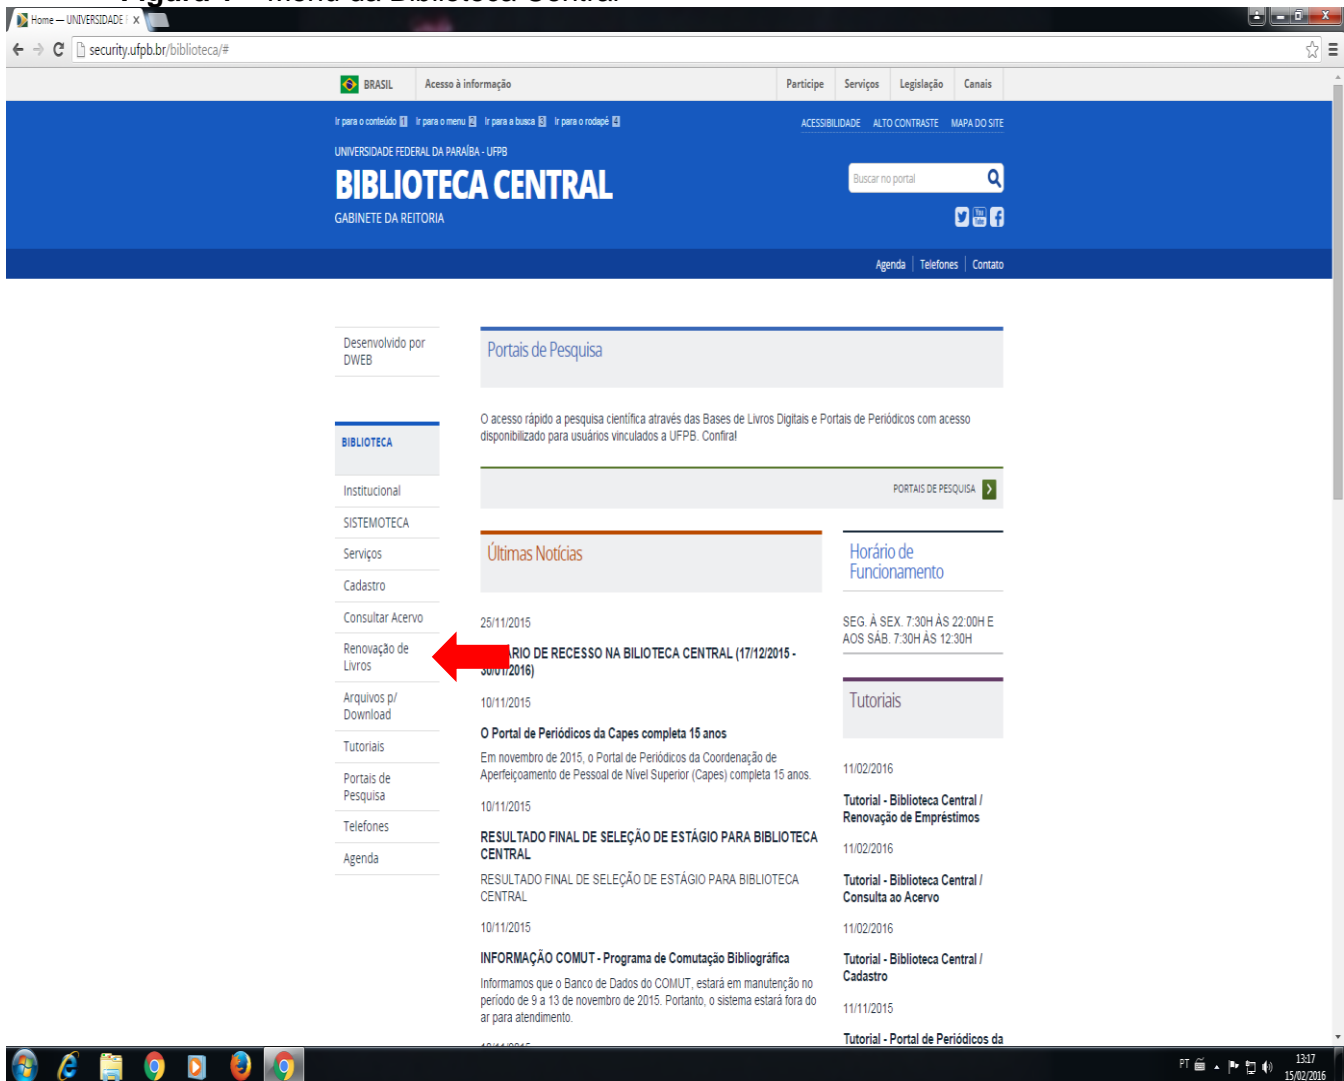 Menu da Biblioteca Central
Home — UNIVERSIDADE F
security.ufpb.br/biblioteca/#
BRASIL Acesso à informação Participe Serviços Legislação Canais
Ir para o conteúdo 1 Ir para o menu 2 Ir para a busca 3 Ir para o rodapé 4 ACESSIBILIDADE ALTO CONTRASTE MAPA DO SITE
UNIVERSIDADE FEDERAL DA PARAÍBA - UFPB
BIBLIOTECA CENTRAL
Buscar no portal
GABINETE DA REITORIA
You Tube
Agenda Telefones Contato
Desenvolvido por
DWEB
BIBLIOTECA
Institucional
SISTEMOTECA
Serviços
Cadastro
Consultar Acervo
Renovação de
Livros
Arquivos p/
Download
Tutoriais
Portais de
Pesquisa
Telefones
Agenda
Portais de Pesquisa
O acesso rápido a pesquisa científica através das Bases de Livros Digitais e Portais de Periódicos com acesso
disponibilizado para usuários vinculados a UFPB. Confira!
PORTAIS DE PESQUISA
Últimas Notícias
25/11/2015
DE RECESSO NA BILIOTECA CENTRAL (17/12/2015 -
30/01/2016)
10/11/2015
O Portal de Periódicos da Capes completa 15 anos
Em novembro de 2015, o Portal de Periódicos da Coordenação de
Aperfeiçoamento de Pessoal de Nível Superior (Capes) completa 15 anos.
10/11/2015
RESULTADO FINAL DE SELEÇÃO DE ESTÁGIO PARA BIBLIOTECA
CENTRAL
RESULTADO FINAL DE SELEÇÃO DE ESTÁGIO PARA BIBLIOTECA
CENTRAL
10/11/2015
INFORMAÇÃO COMUT - Programa de Comutação Bibliográfica
Informamos que o Banco de Dados do COMUT, estará em manutenção no
período de 9 a 13 de novembro de 2015. Portanto, o sistema estará fora do
ar para atendimento.
Horário de
Funcionamento
SEG. À SEX. 7:30H ÀS 22:00H E
AOS SÁB. 7:30H ÀS 12:30H
Tutoriais
11/02/2016
Tutorial - Biblioteca Central /
Renovação de Empréstimos
11/02/2016
Tutorial - Biblioteca Central /
Consulta ao Acervo
11/02/2016
Tutorial - Biblioteca Central /
Cadastro
11/11/2015
Tutorial - Portal de Periódicos da
PT
13:17
15/02/2016